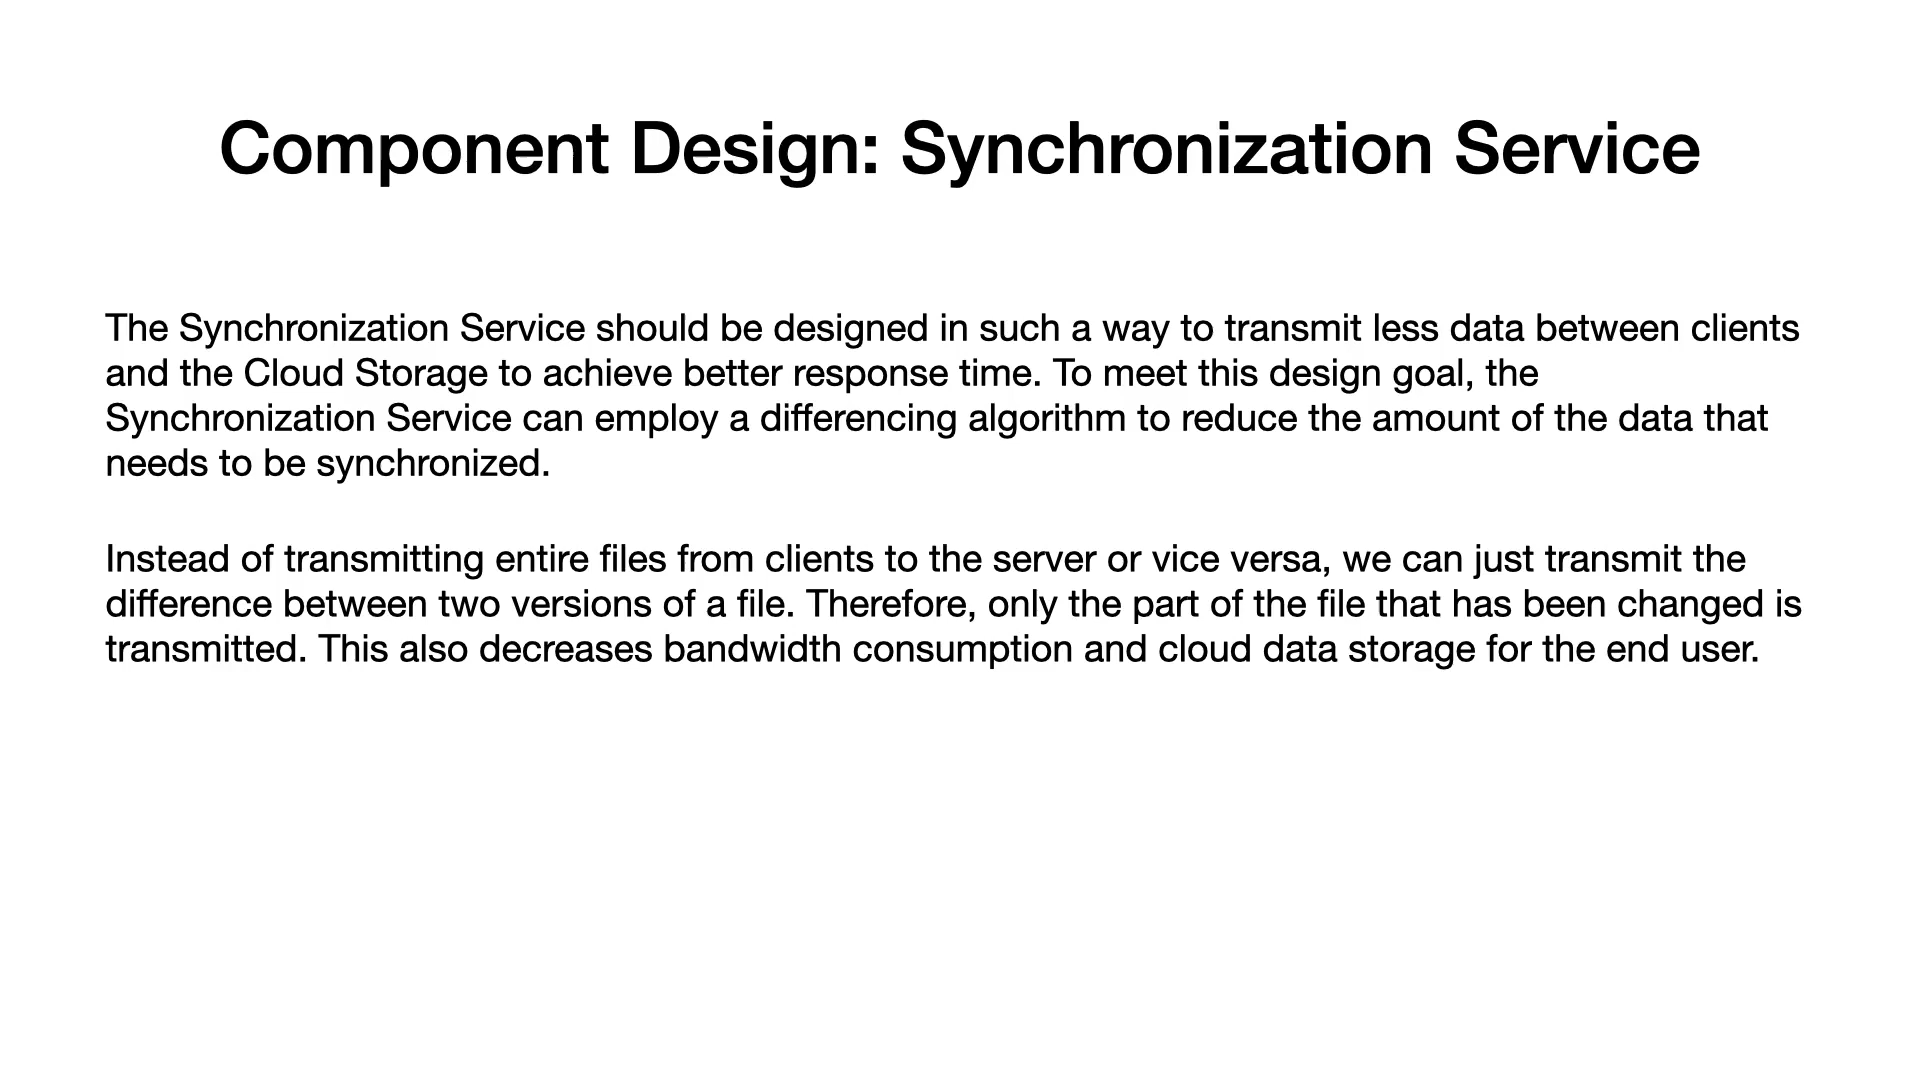 Component Design: Synchronization Service
The Synchronization Service should be designed in such a way to transmit less data between clients
and the Cloud Storage to achieve better response time. To meet this design goal, the
Synchronization Service can employ a differencing algorithm to reduce the amount of the data that
needs to be synchronized.
Instead of transmitting entire files from clients to the server or vice versa, we can just transmit the
difference between two versions of a file. Therefore, only the part of the file that has been changed is
transmitted. This also decreases bandwidth consumption and cloud data storage for the end user.